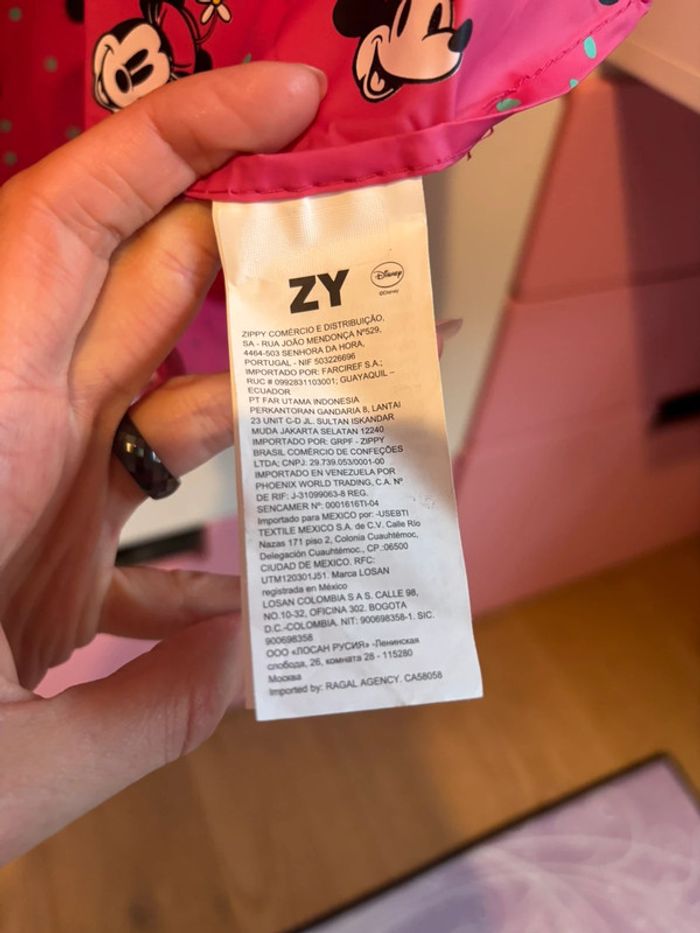 ZY
Disney
©Disney
ZIPPY COMÉRCIO E DISTRIBUIÇÃO,
SA - RUA JOÃO MENDONÇA Nº529,
4464-503 SENHORA DA HORA,
PORTUGAL - NIF 503226696
IMPORTADO POR: FARCIREF S.A.;
RUC # 0992831103001; GUAYAQUIL –
ECUADOR
PT FAR UTAMA INDONESIA
PERKANTORAN GANDARIA 8, LANTAI
23 UNIT C-D JL. SULTAN ISKANDAR
MUDA JAKARTA SELATAN 12240
IMPORTADO POR: GRPF - ZIPPY
BRASIL COMÉRCIO DE CONFEÇÕES
LTDA; CNPJ: 29.739.053/0001-00
IMPORTADO EN VENEZUELA POR
PHOENIX WORLD TRADING, C.A. Nº
DE RIF: J-31099063-8 REG.
SENCAMER Nº: 0001616TI-04
Importado para MEXICO por: -USEBTI
TEXTILE MEXICO S.A. de C.V. Calle Río
Nazas 171 piso 2, Colonia Cuauhtémoc,
Delegación Cuauhtémoc., CP.:06500
CIUDAD DE MEXICO. RFC:
UTM120301J51. Marca LOSAN
registrada en México
LOSAN COLOMBIA S A S. CALLE 98,
NO.10-32, OFICINA 302. BOGOTA
D.C.-COLOMBIA, NIT: 900698358-1. SIC.
900698358
ООО «ЛОСАН РУСИЯ» -Ленинская
слобода, 26, комната 28 - 115280
Москва
Imported by: RAGAL AGENCY. CA58058